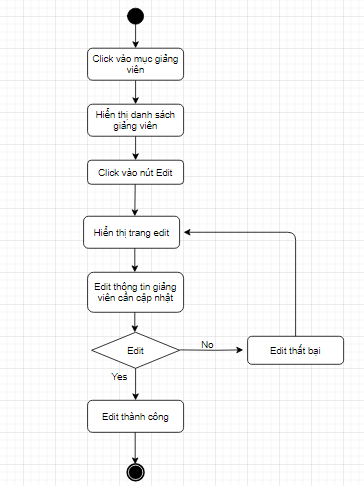 Click vào mục giảng
viên
Hiển thị danh sách
giảng viên
Click vào nút Edit
Hiển thị trang edit
Edit thông tin giảng
viên cần cập nhật
Edit
No
Edit thất bại
Yes
Edit thành công